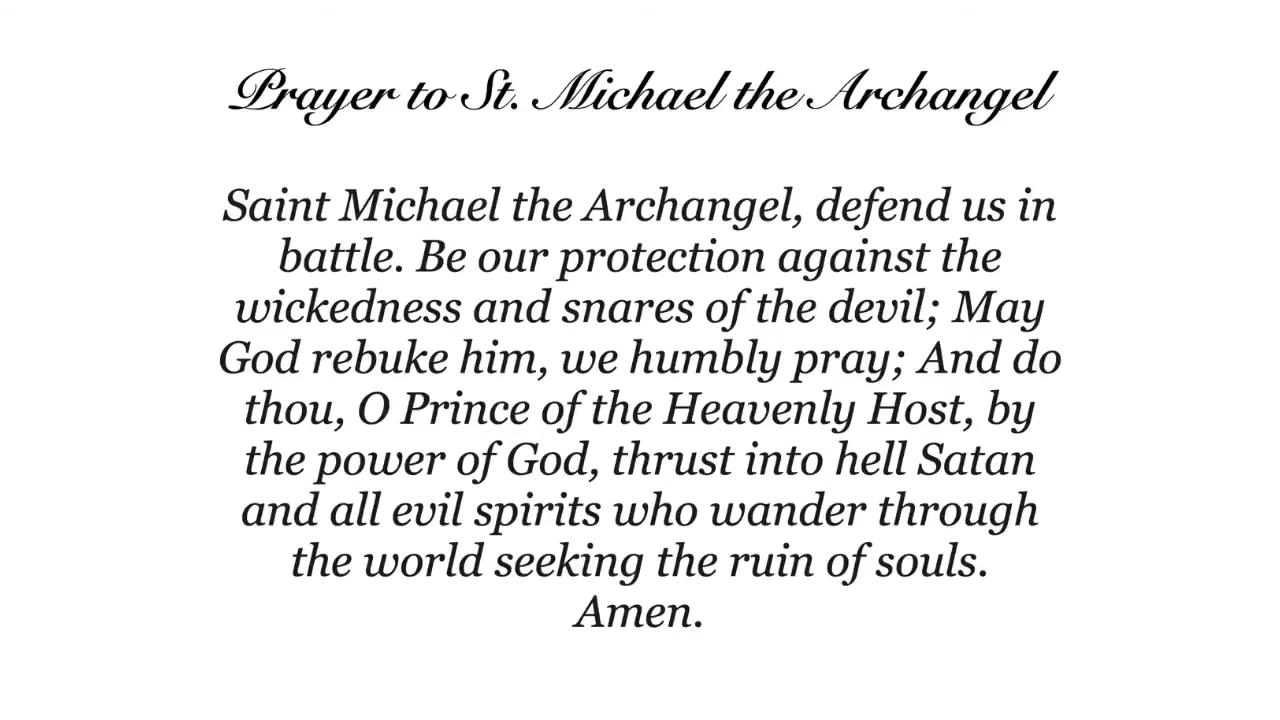 Prayer to St. Michael the Archangel
Saint Michael the Archangel, defend us in
battle. Be our protection against the
wickedness and snares of the devil; May
God rebuke him, we humbly pray; And do
thou, O Prince of the Heavenly Host, by
the power of God, thrust into hell Satan
and all evil spirits who wander through
the world seeking the ruin of souls.
Amen.